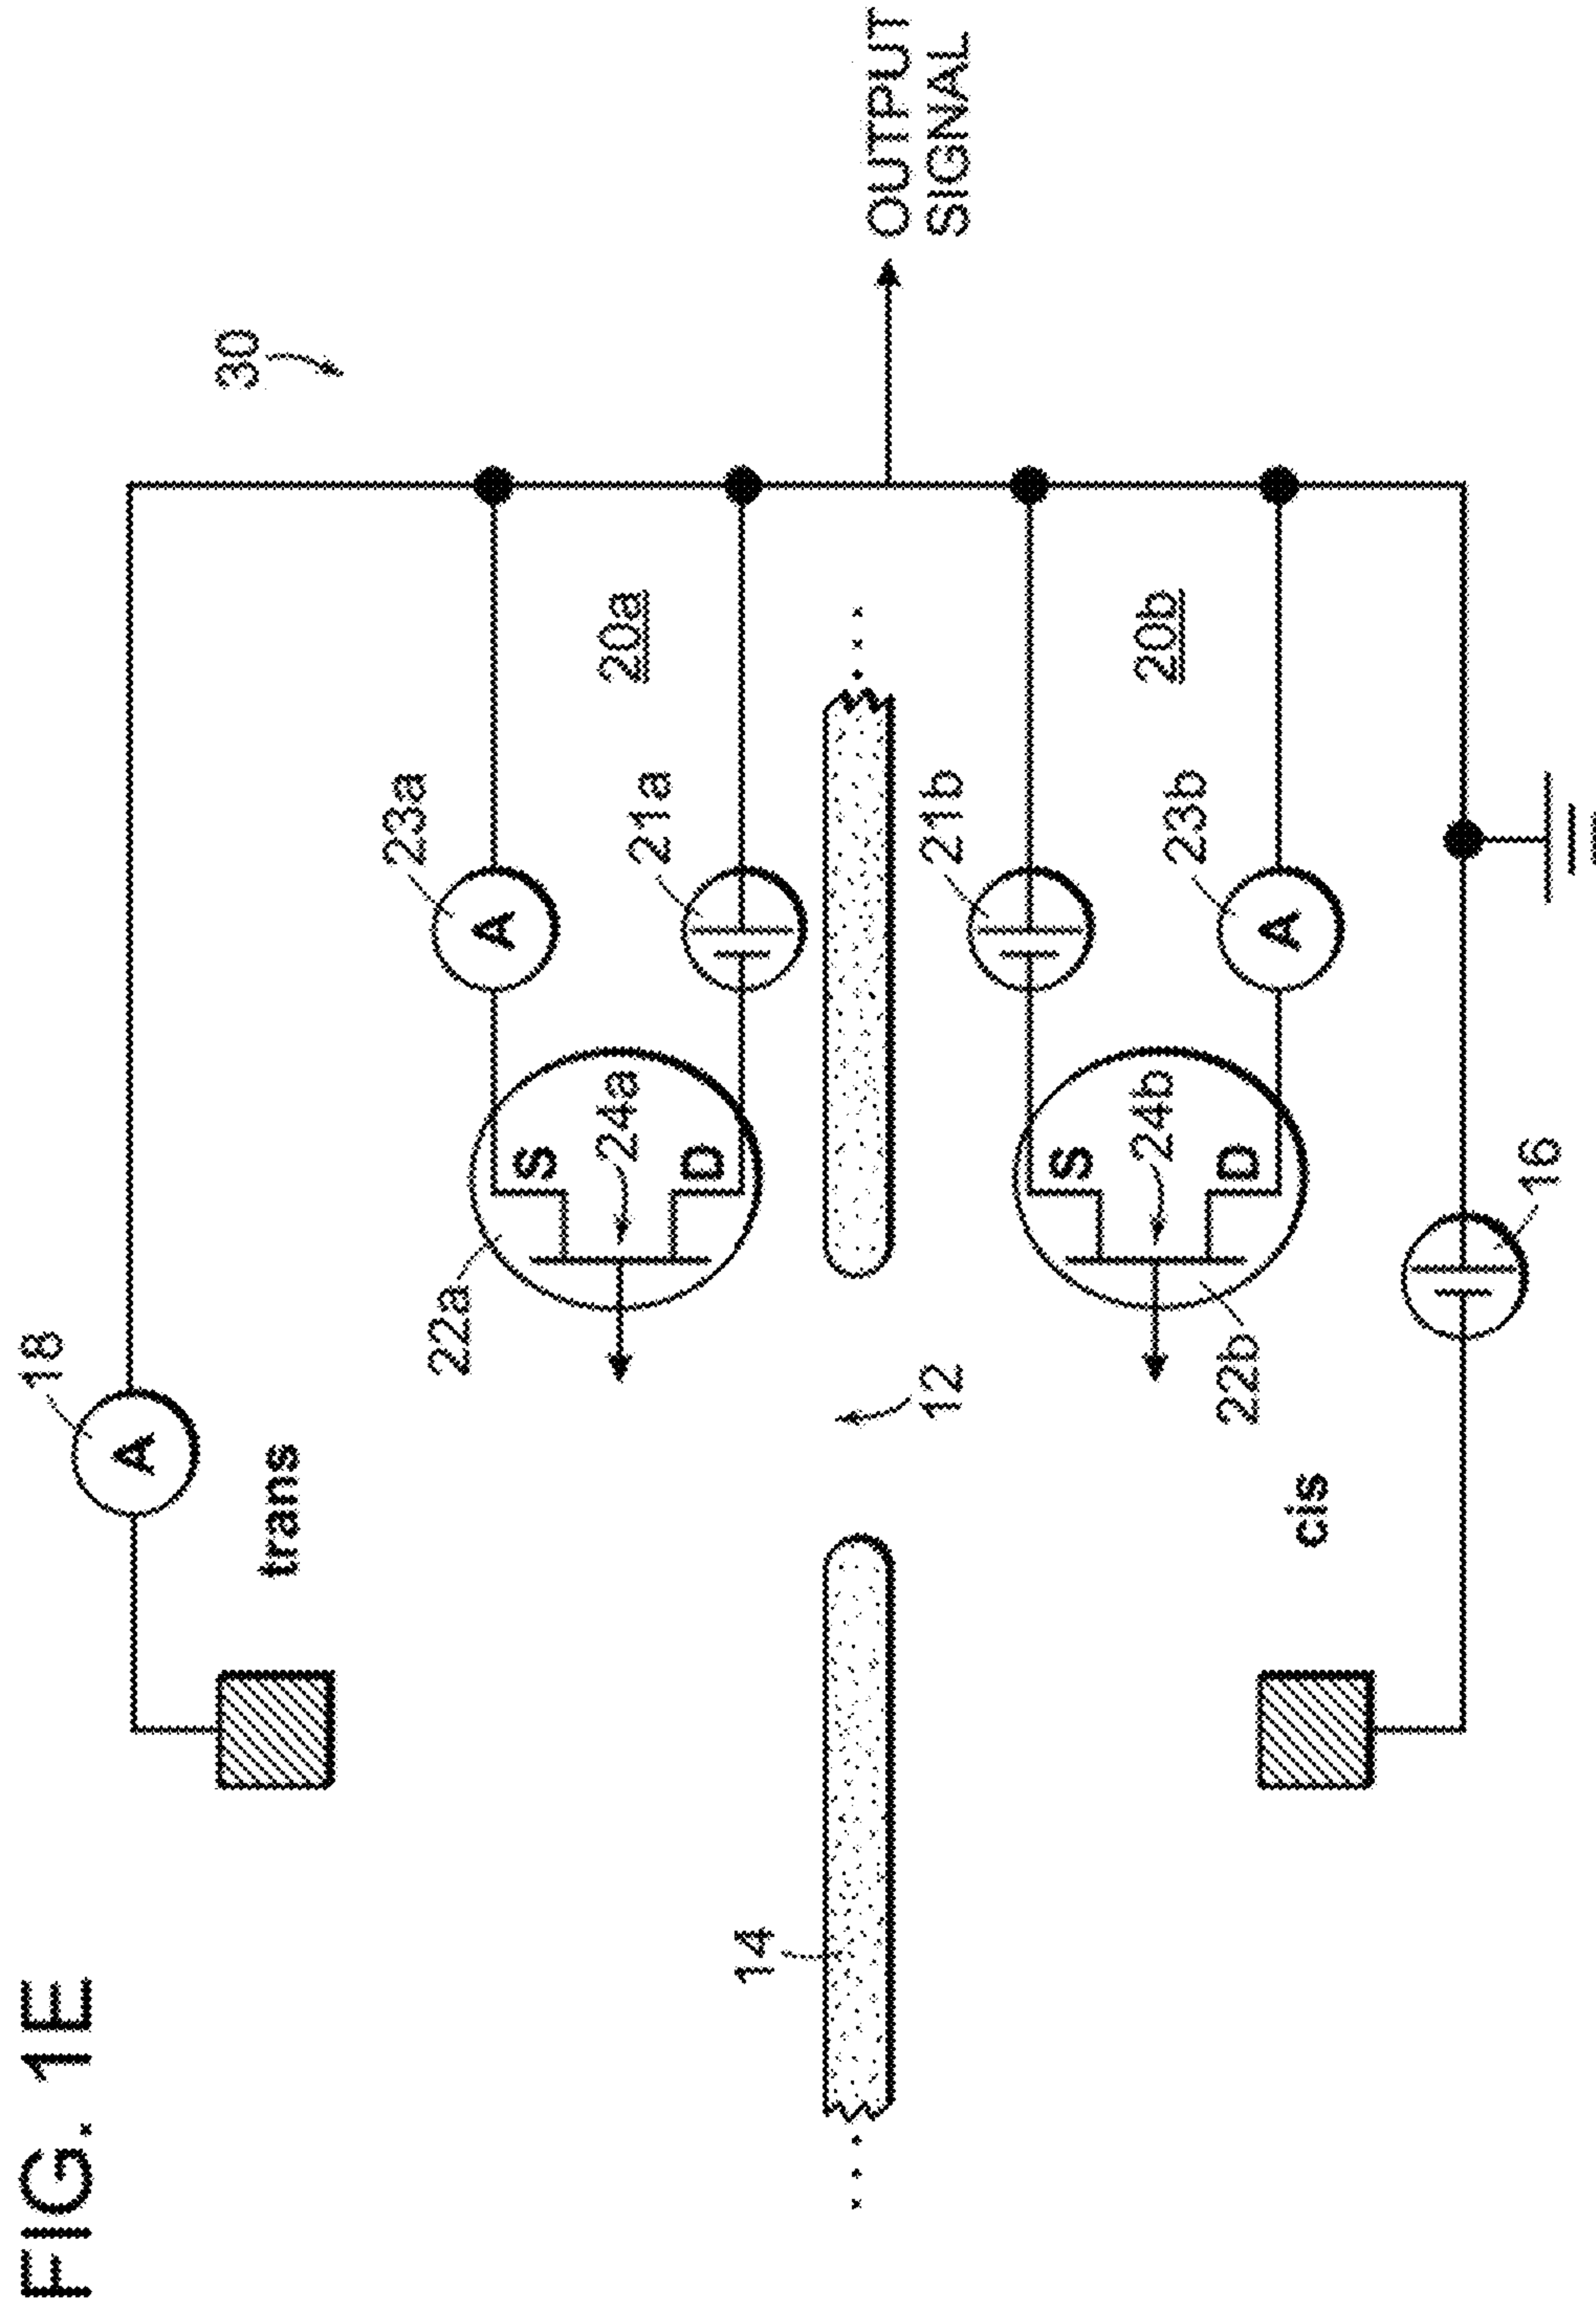 FIG. 1E
18
A
trans
30
23a
A
22a
S
24a
D
21a
20a
OUTPUT
SIGNAL
14
12
21b
20b
S
24b
D
22b
23b
A
cis
16